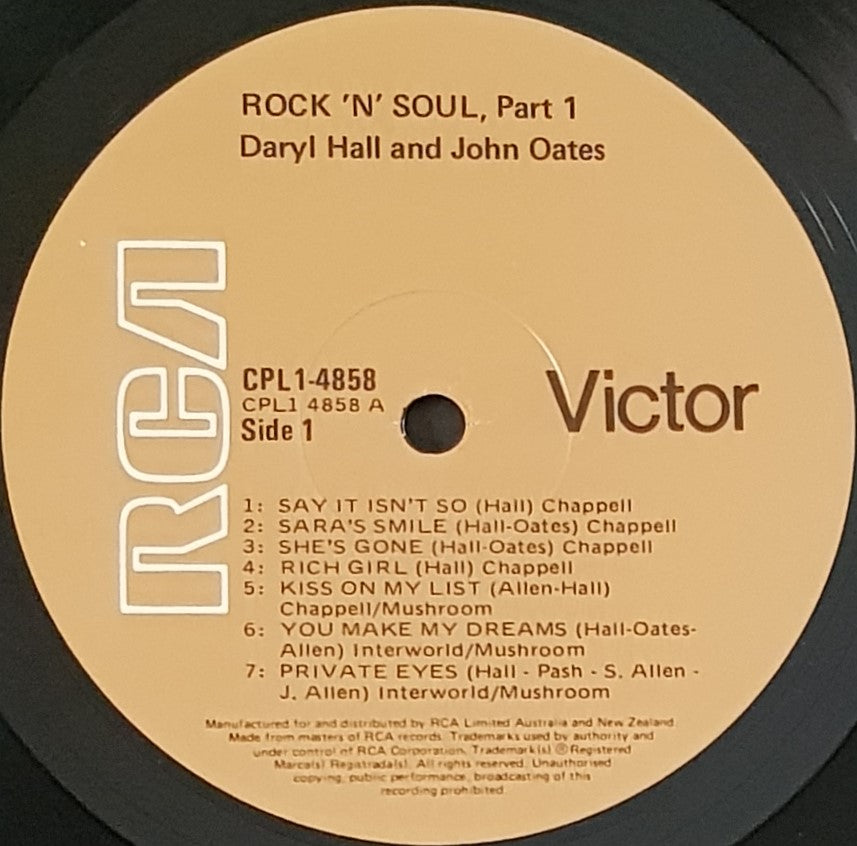 ROCK 'N' SOUL, Part 1
Daryl Hall and John Oates
RCA
CPL1-4858
CPL1 4858 A
Side 1
Victor
1: SAY IT ISN'T SO (Hall) Chappell
2: SARA'S SMILE (Hall-Oates) Chappell
3: SHE'S GONE (Hall-Oates) Chappell
4: RICH GIRL (Hall) Chappell
5: KISS ON MY LIST (Allen-Hall)
Chappell/Mushroom
6: YOU MAKE MY DREAMS (Hall-Oates-
Allen) Interworld/Mushroom
7: PRIVATE EYES (Hall - Pash - S. Allen -
J. Allen) Interworld/Mushroom
Manufactured for and distributed by RCA Limited Australia and New Zealand.
Made from masters of RCA records. Trademarks used by authority and
under control of RCA Corporation. Trademark(s) ®Registered
Marca(s) Registrada(s). All rights reserved. Unauthorised
copying, public performance, broadcasting of this
recording prohibited.